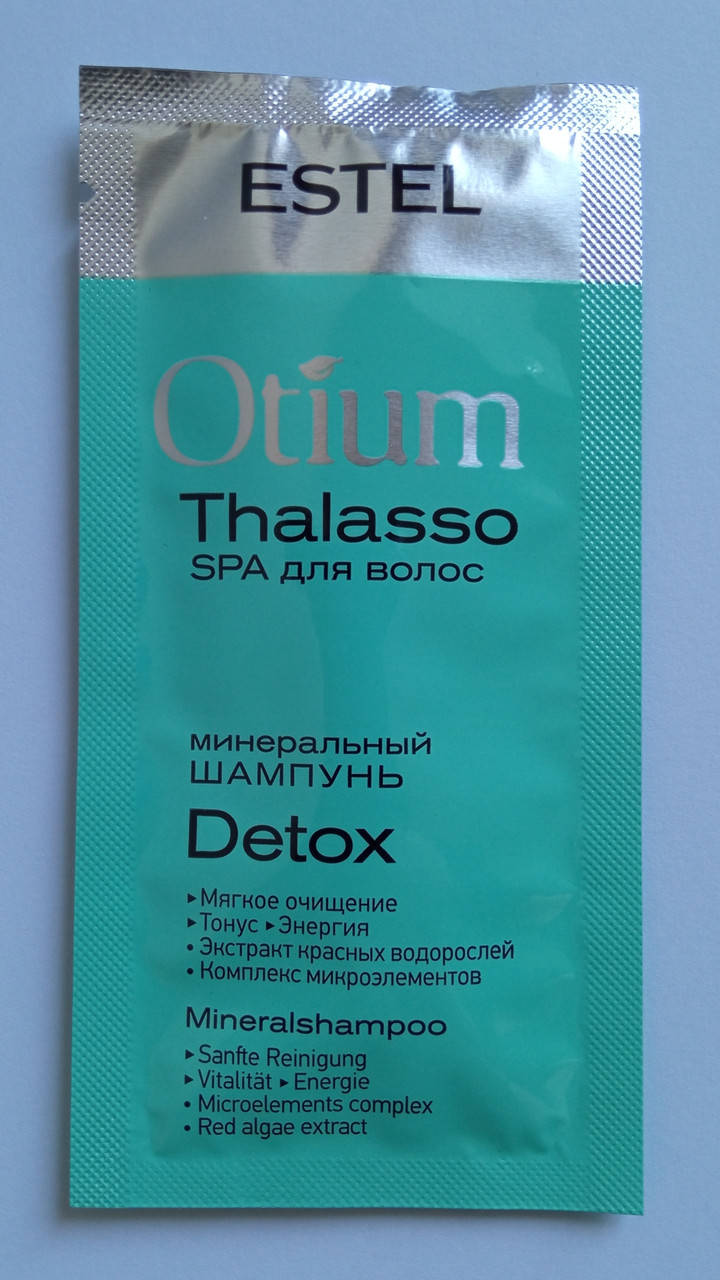 ESTEL
Otium
Thalasso
SPA для волос
минеральный
ШАМПУНЬ
Detox
▸Мягкое очищение
▸Тонус ▸Энергия
• Экстракт красных водорослей
• Комплекс микроэлементов
Mineralshampoo
▸Sanfte Reinigung
▸Vitalität ▸Energie
• Microelements complex
• Red algae extract